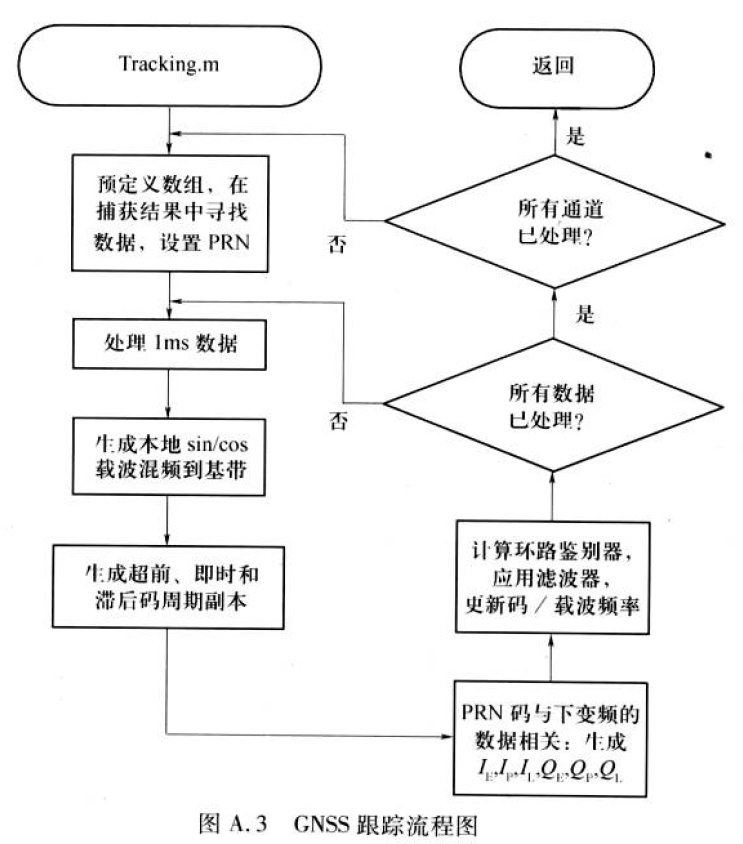 Tracking.m
预定义数组，在
捕获结果中寻找
数据，设置 PRN
处理 1ms 数据
生成本地 sin/cos
载波混频到基带
生成超前、即时和
滞后码周期副本
PRN 码与下变频的
数据相关：生成
I_E,I_P,I_L,Q_E,Q_P,Q_L
计算环路鉴别器，
应用滤波器，
更新码 / 载波频率
所有数据
已处理？
否
是
所有通道
已处理？
否
是
返回
图 A.3 GNSS 跟踪流程图